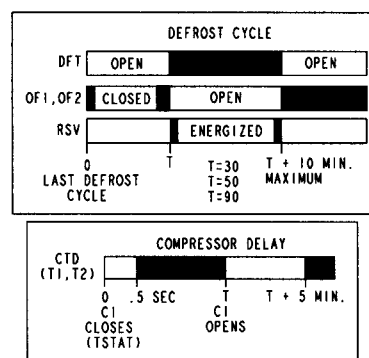 DEFROST CYCLE
DFT OPEN OPEN
OF1,OF2 CLOSED OPEN
RSV ENERGIZED
0 T T + 10 MIN.
LAST DEFROST T=30 MAXIMUM
CYCLE T=50
T=90
COMPRESSOR DELAY
CTD
(T1,T2)
0 .5 SEC T T + 5 MIN.
C1 C1
CLOSES OPENS
(TSTAT)